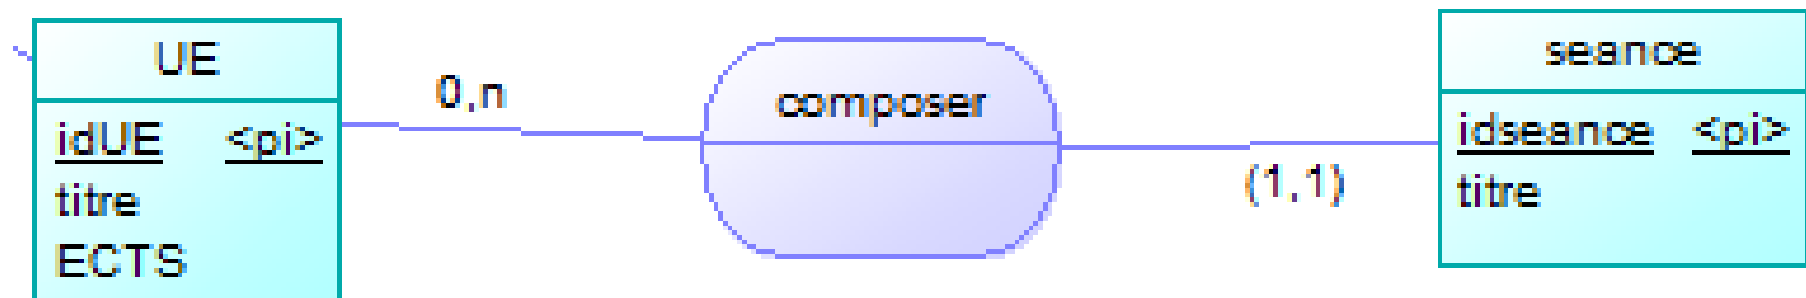 UE
idUE <pi>
titre
ECTS
0,n
composer
(1,1)
seance
idseance <pi>
titre